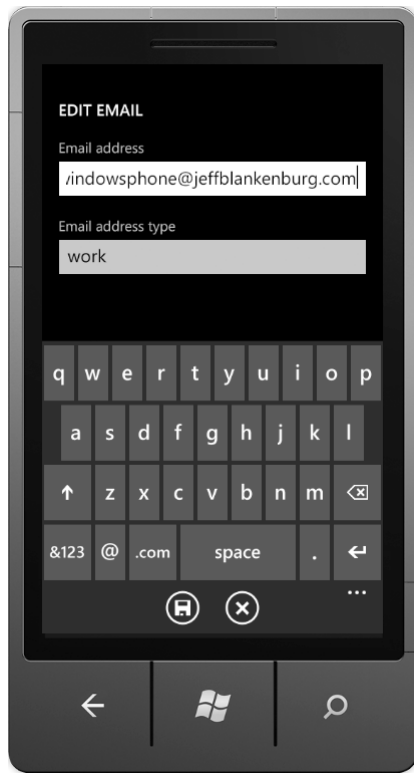 EDIT EMAIL
Email address
indowsphone@jeffblankenburg.com
Email address type
work
q w e r t y u i o p
a s d f g h j k l
z x c v b n m
&123 @ .com space .
...